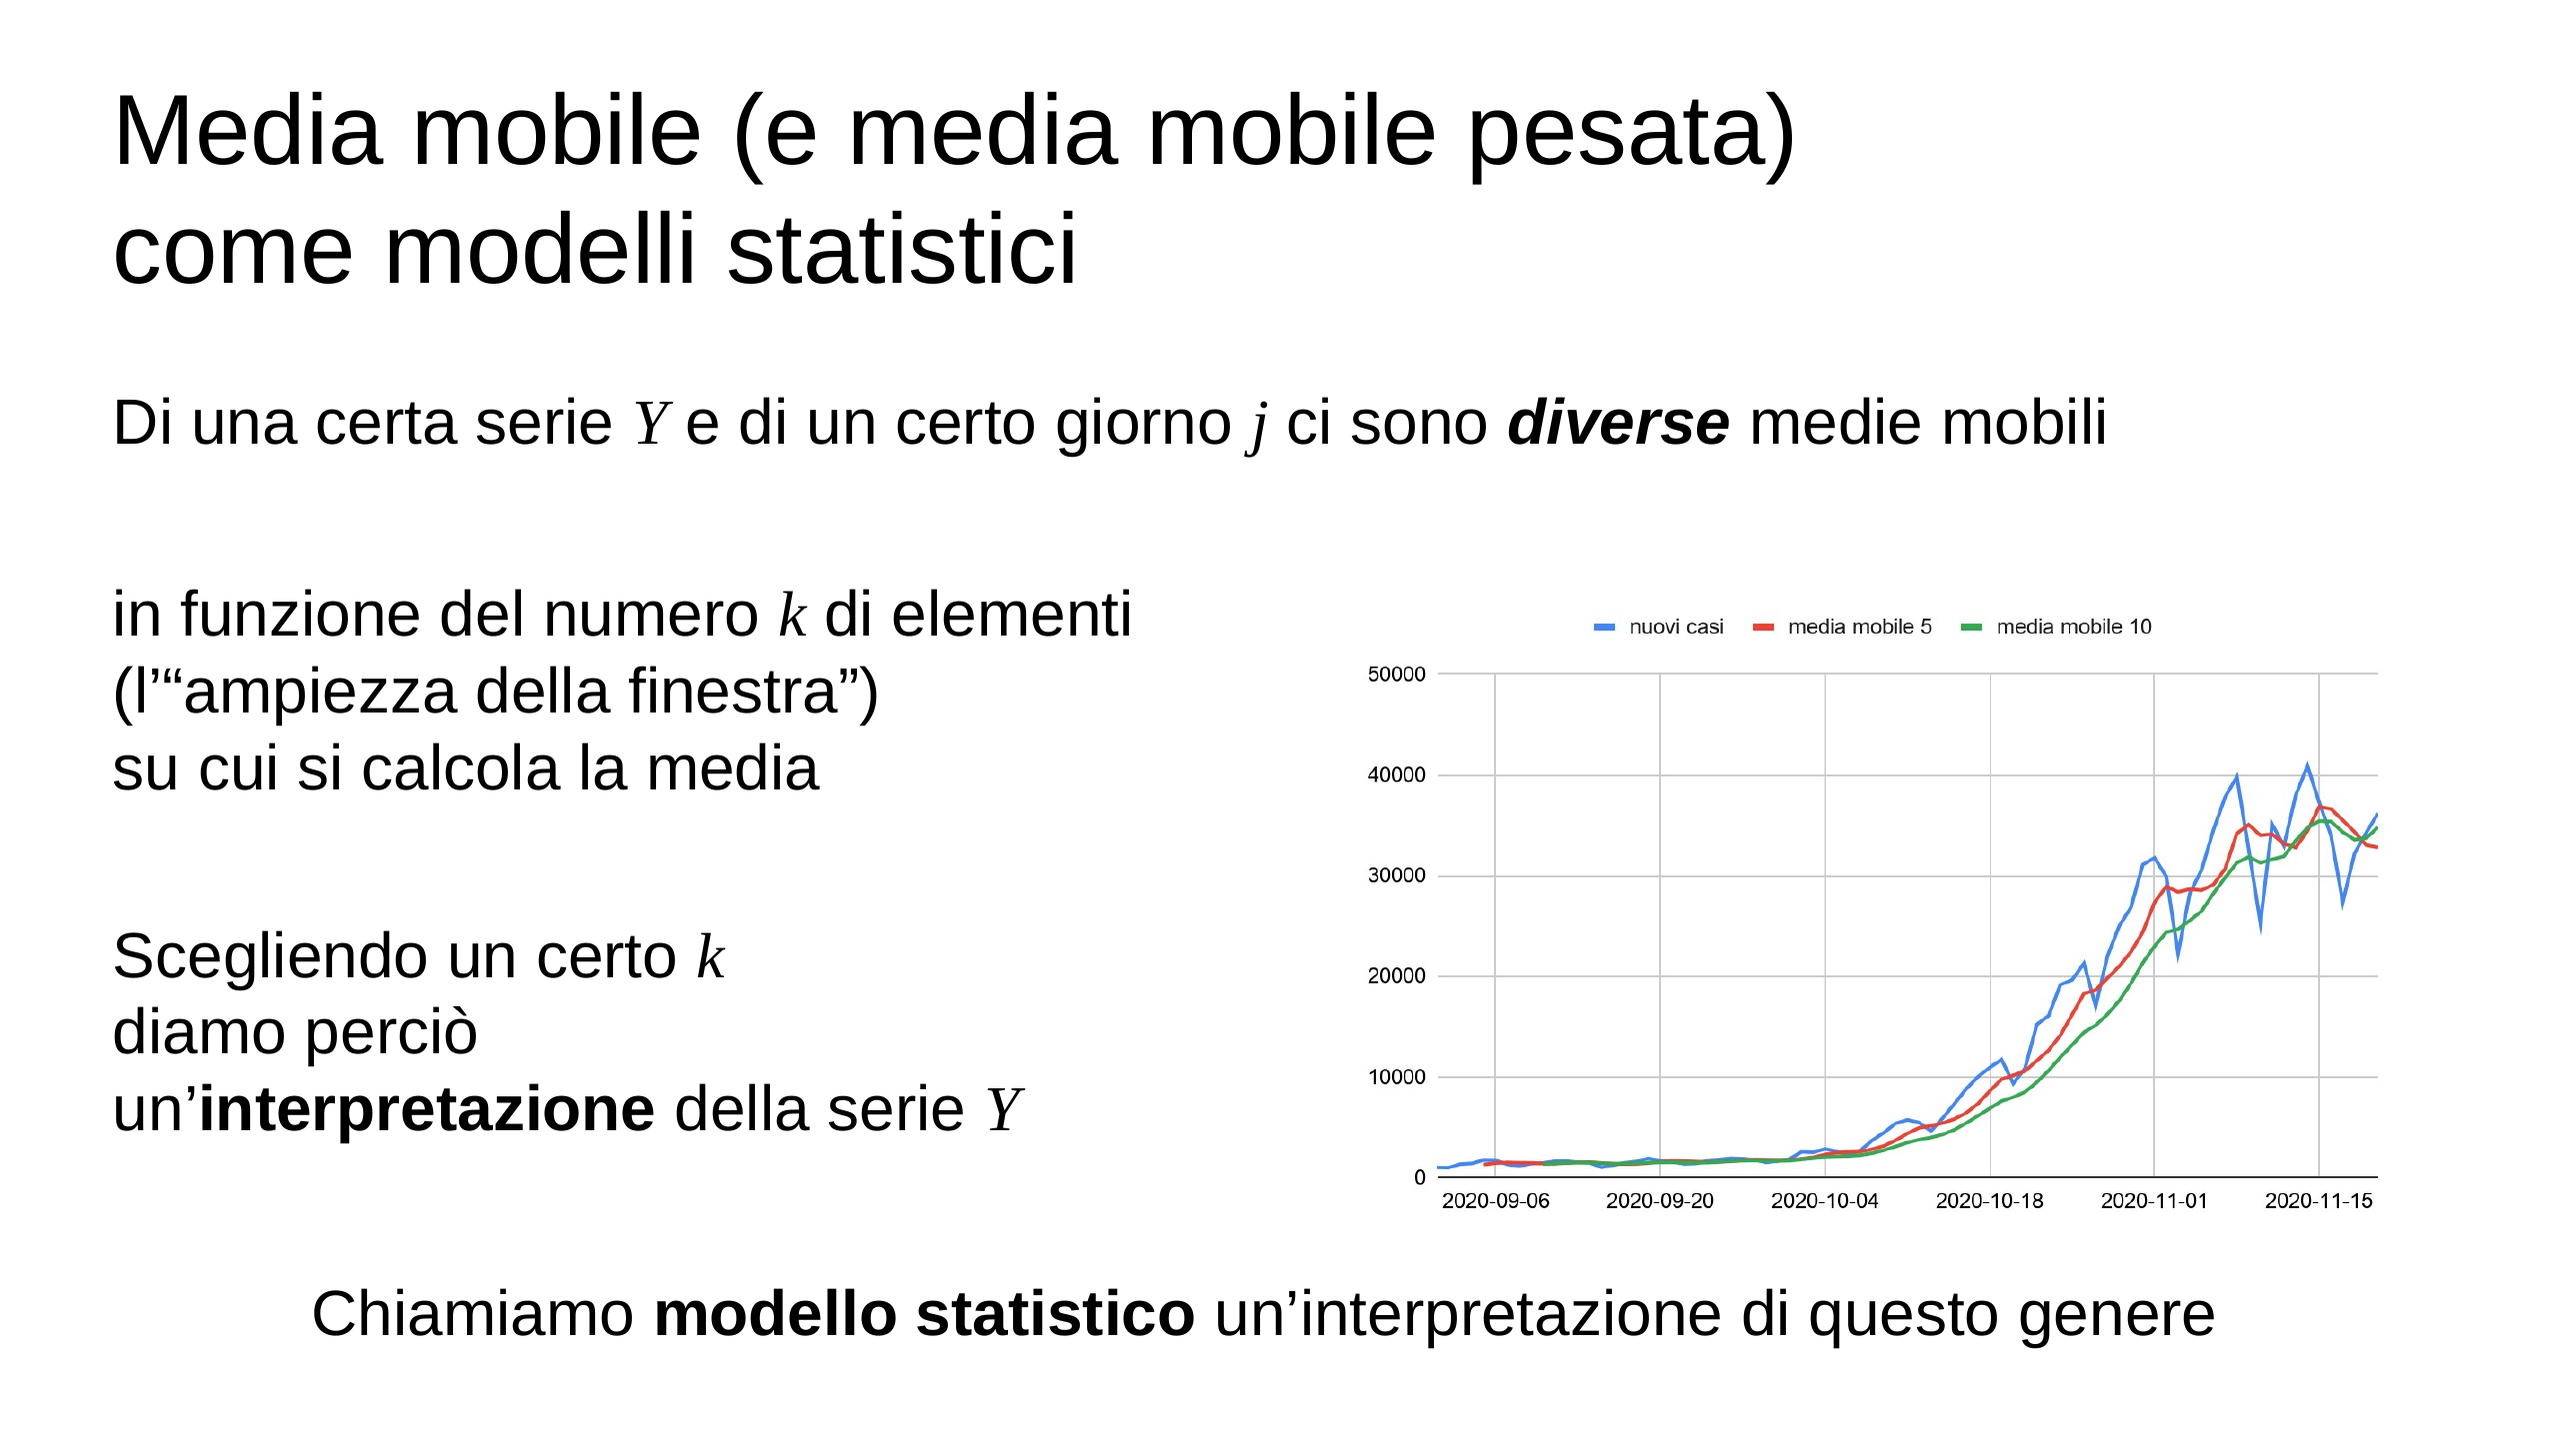 Media mobile (e media mobile pesata)
come modelli statistici
Di una certa serie Y e di un certo giorno j ci sono diverse medie mobili
in funzione del numero k di elementi
(l’“ampiezza della finestra”)
su cui si calcola la media
Scegliendo un certo k
diamo perciò
un’interpretazione della serie Y
nuovi casi media mobile 5 media mobile 10
50000
40000
30000
20000
10000
0
2020-09-06 2020-09-20 2020-10-04 2020-10-18 2020-11-01 2020-11-15
Chiamiamo modello statistico un’interpretazione di questo genere